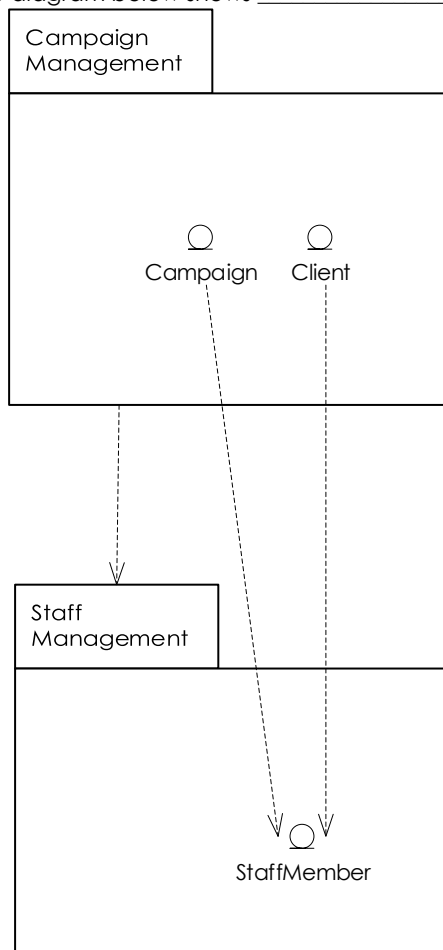 diagram below shows
Campaign
Management
Campaign
Client
Staff
Management
StaffMember